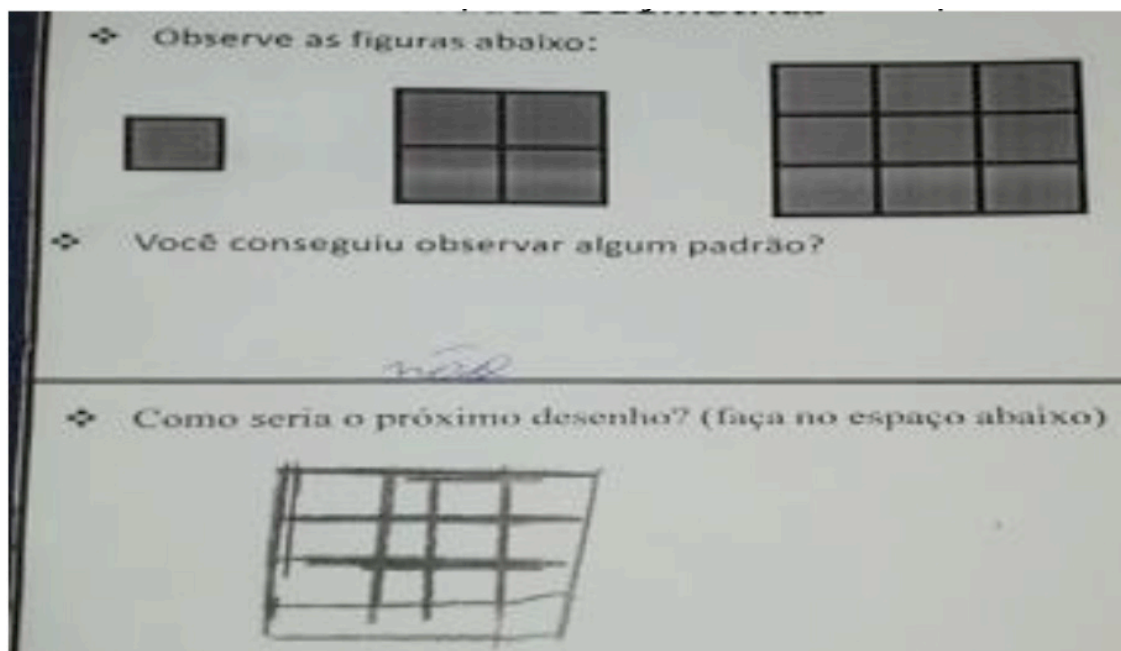 Observe as figuras abaixo:
Você conseguiu observar algum padrão?
não
Como seria o próximo desenho? (faça no espaço abaixo)